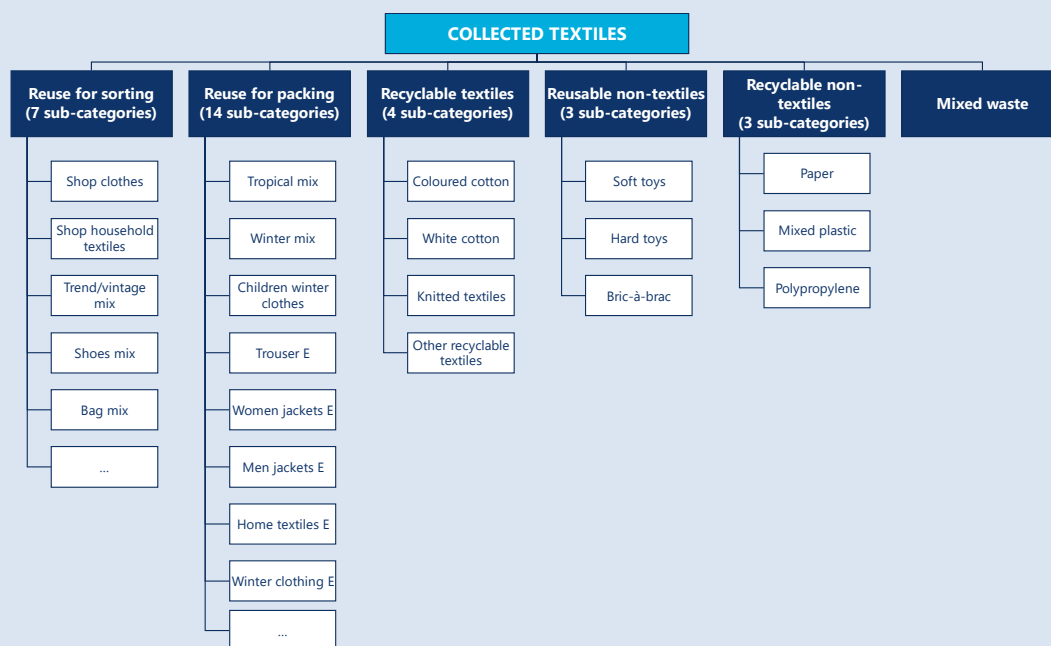 COLLECTED TEXTILES
Reuse for sorting
(7 sub-categories)
Reuse for packing
(14 sub-categories)
Recyclable textiles
(4 sub-categories)
Reusable non-textiles
(3 sub-categories)
Recyclable non-
textiles
(3 sub-categories)
Mixed waste
Shop clothes
Shop household
textiles
Trend/vintage
mix
Shoes mix
Bag mix
...
Tropical mix
Winter mix
Children winter
clothes
Trouser E
Women jackets E
Men jackets E
Home textiles E
Winter clothing E
...
Coloured cotton
White cotton
Knitted textiles
Other recyclable
textiles
Soft toys
Hard toys
Bric-à-brac
Paper
Mixed plastic
Polypropylene